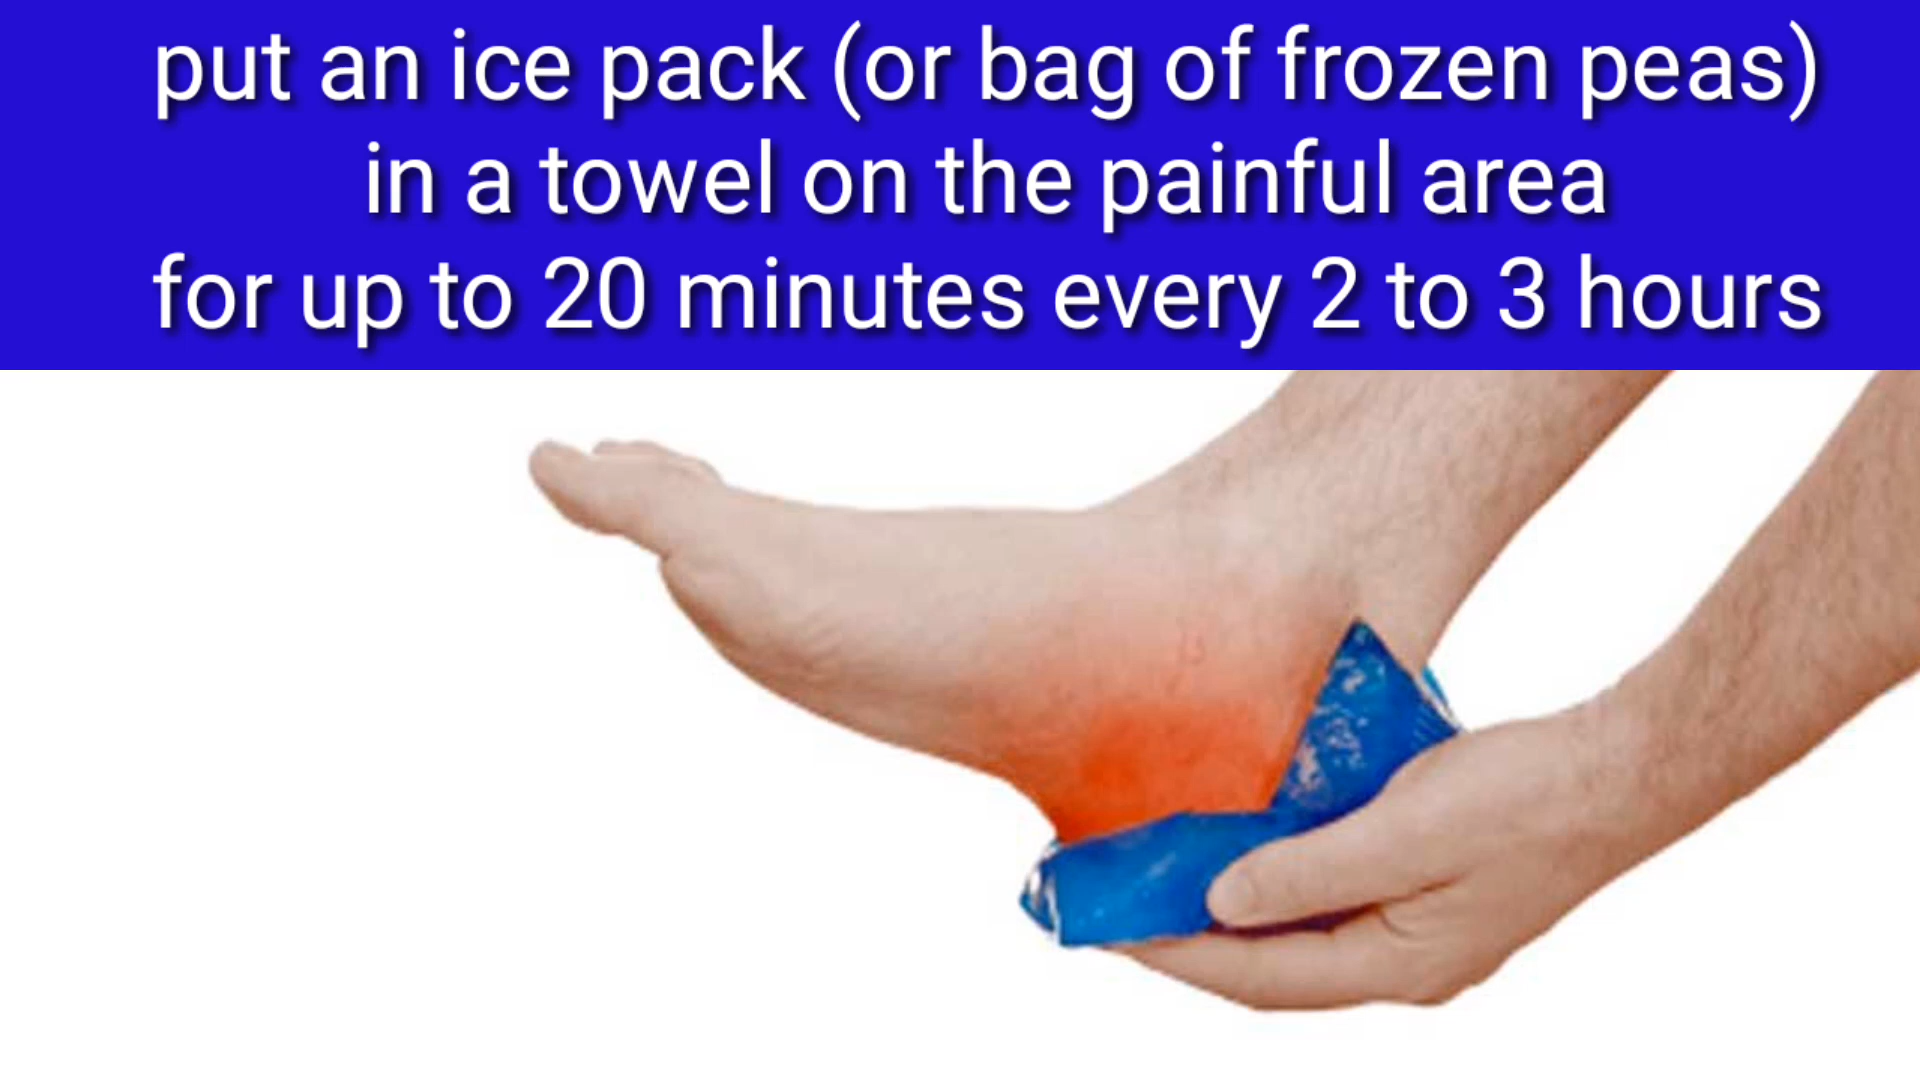 put an ice pack (or bag of frozen peas)
in a towel on the painful area
for up to 20 minutes every 2 to 3 hours